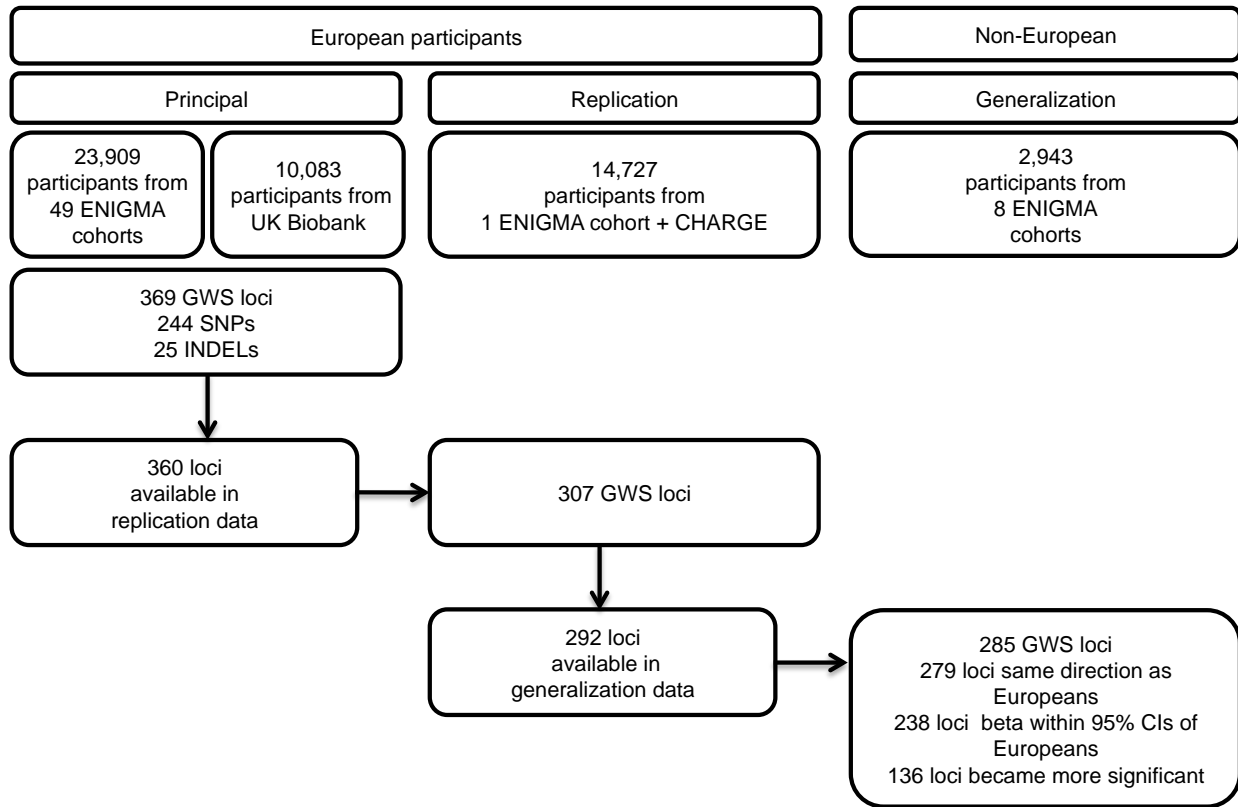 European participants
Non-European
Principal
Replication
Generalization
23,909
participants from
49 ENIGMA
cohorts
10,083
participants from
UK Biobank
14,727
participants from
1 ENIGMA cohort + CHARGE
2,943
participants from
8 ENIGMA
cohorts
369 GWS loci
244 SNPs
25 INDELs
360 loci
available in
replication data
307 GWS loci
292 loci
available in
generalization data
285 GWS loci
279 loci same direction as
Europeans
238 loci beta within 95% CIs of
Europeans
136 loci became more significant